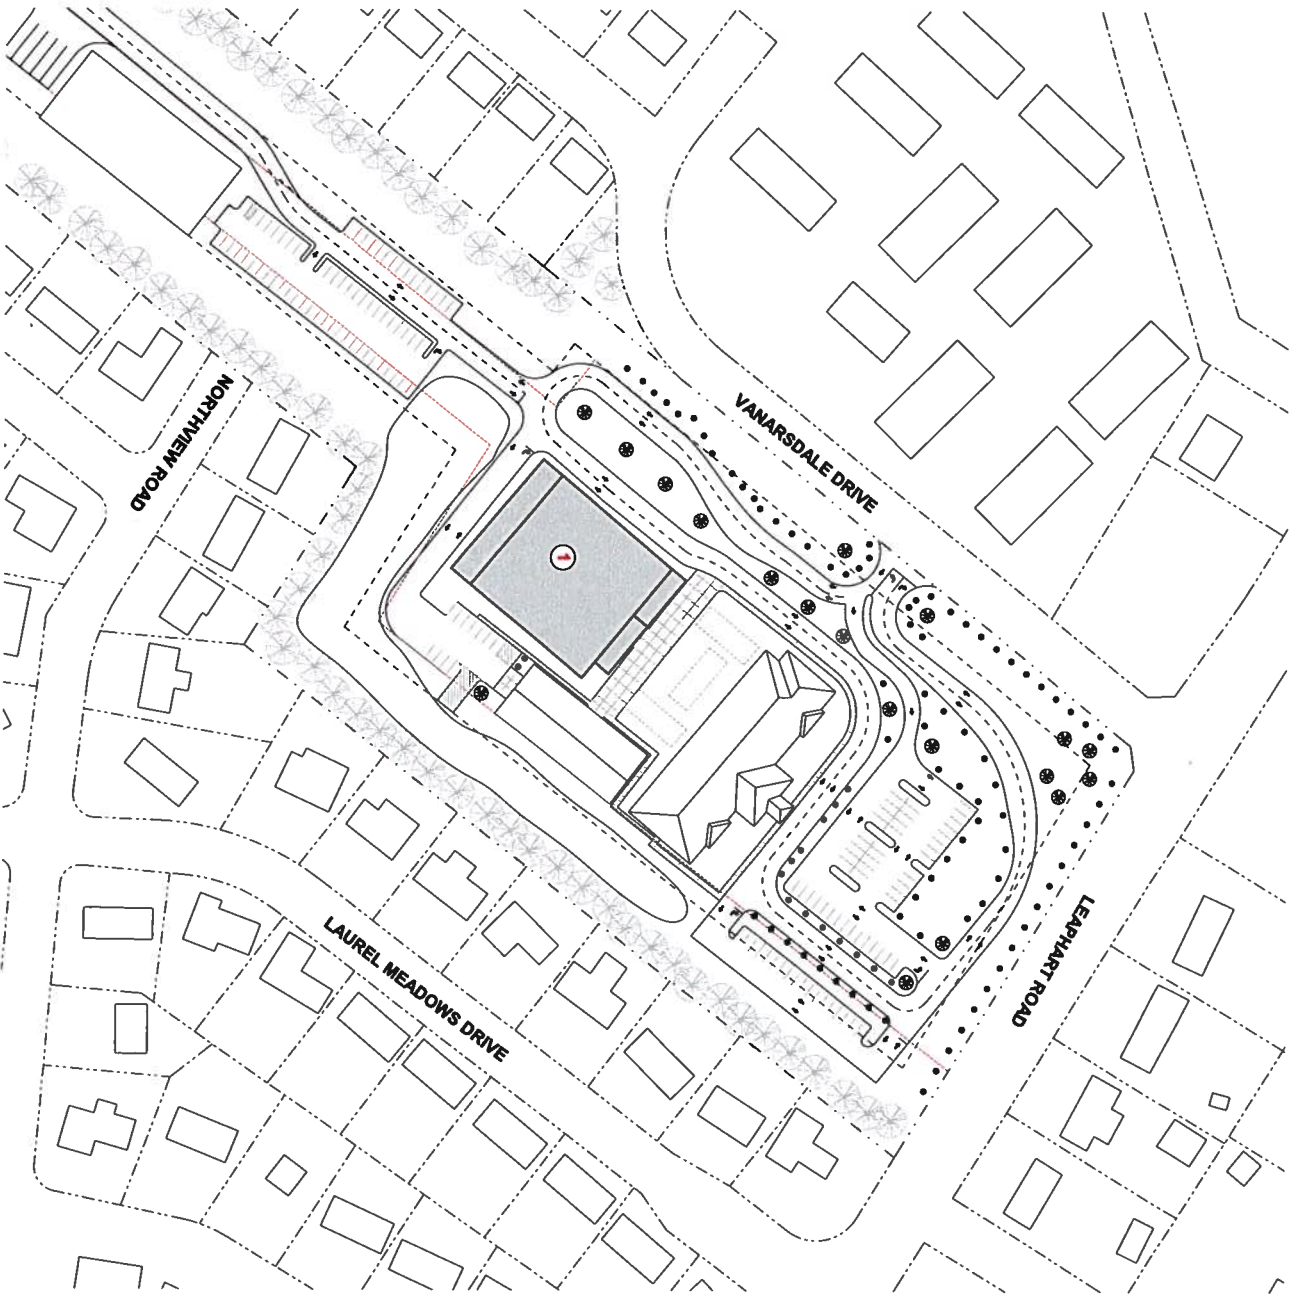 VANARSDALE DRIVE
NORTHVIEW ROAD
1
LEAPHART ROAD
LAUREL MEADOWS DRIVE